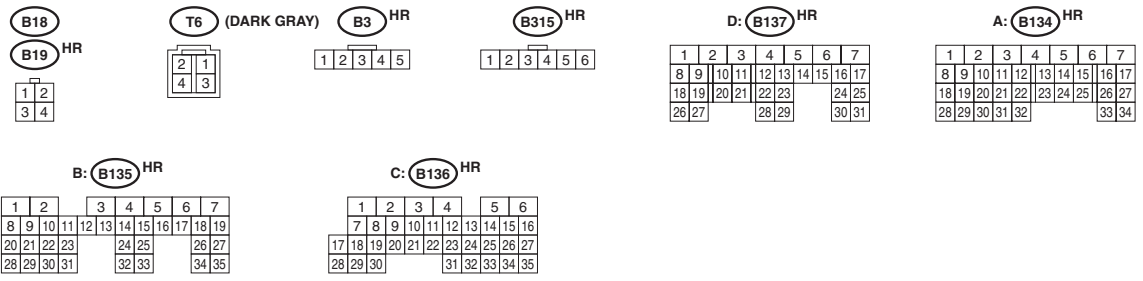 B18
B19 HR
1 2
3 4
T6 (DARK GRAY)
2 1
4 3
B3 HR
1 2 3 4 5
B315 HR
1 2 3 4 5 6
D: B137 HR
1 2 3 4 5 6 7
8 9 10 11 12 13 14 15 16 17
18 19 20 21 22 23 24 25
26 27 28 29 30 31
A: B134 HR
1 2 3 4 5 6 7
8 9 10 11 12 13 14 15 16 17
18 19 20 21 22 23 24 25 26 27
28 29 30 31 32 33 34
B: B135 HR
1 2 3 4 5 6 7
8 9 10 11 12 13 14 15 16 17 18 19
20 21 22 23 24 25 26 27
28 29 30 31 32 33 34 35
C: B136 HR
1 2 3 4 5 6
7 8 9 10 11 12 13 14 15 16
17 18 19 20 21 22 23 24 25 26 27
28 29 30 31 32 33 34 35